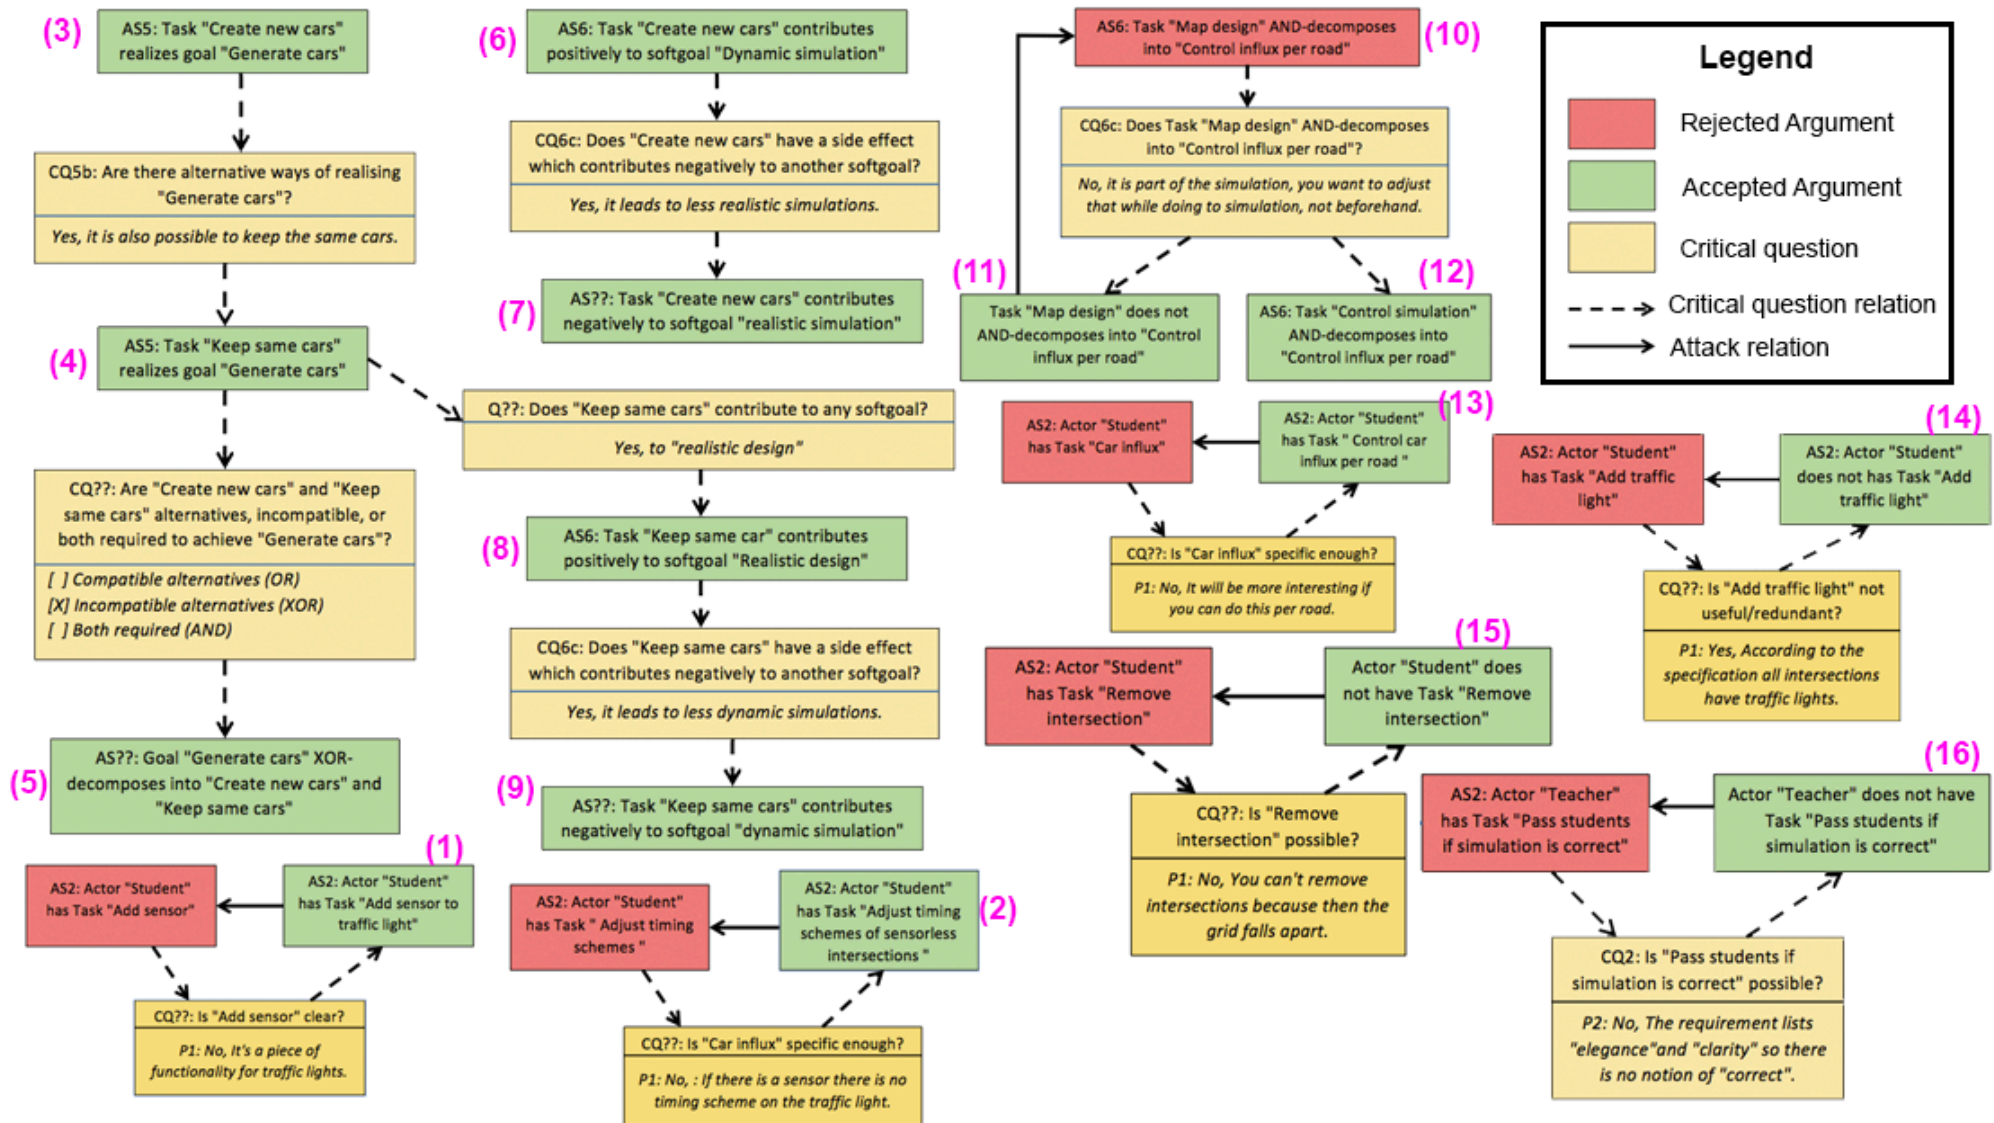 (3)
AS5: Task "Create new cars"
realizes goal "Generate cars"
CQ5b: Are there alternative ways of realising
"Generate cars"?
Yes, it is also possible to keep the same cars.
(4)
AS5: Task "Keep same cars"
realizes goal "Generate cars"
CQ??: Are "Create new cars" and "Keep
same cars" alternatives, incompatible, or
both required to achieve "Generate cars"?
[ ] Compatible alternatives (OR)
[X] Incompatible alternatives (XOR)
[ ] Both required (AND)
(5)
AS??: Goal "Generate cars" XOR-
decomposes into "Create new cars" and
"Keep same cars"
(1)
AS2: Actor "Student"
has Task "Add sensor"
AS2: Actor "Student"
has Task "Add sensor to
traffic light"
CQ??: Is "Add sensor" clear?
P1: No, It's a piece of
functionality for traffic lights.
(6)
AS6: Task "Create new cars" contributes
positively to softgoal "Dynamic simulation"
CQ6c: Does "Create new cars" have a side effect
which contributes negatively to another softgoal?
Yes, it leads to less realistic simulations.
(7)
AS??: Task "Create new cars" contributes
negatively to softgoal "realistic simulation"
Q??: Does "Keep same cars" contribute to any softgoal?
Yes, to "realistic design"
(8)
AS6: Task "Keep same car" contributes
positively to softgoal "Realistic design"
CQ6c: Does "Keep same cars" have a side effect
which contributes negatively to another softgoal?
Yes, it leads to less dynamic simulations.
(9)
AS??: Task "Keep same cars" contributes
negatively to softgoal "dynamic simulation"
AS2: Actor "Student"
has Task " Adjust timing
schemes "
(2)
AS2: Actor "Student"
has Task "Adjust timing
schemes of sensorless
intersections "
CQ??: Is "Car influx" specific enough?
P1: No, : If there is a sensor there is no
timing scheme on the traffic light.
(10)
AS6: Task "Map design" AND-decomposes
into "Control influx per road"
CQ6c: Does Task "Map design" AND-decomposes
into "Control influx per road"?
No, it is part of the simulation, you want to adjust
that while doing to simulation, not beforehand.
(11)
Task "Map design" does not
AND-decomposes into "Control
influx per road"
(12)
AS6: Task "Control simulation"
AND-decomposes into
"Control influx per road"
AS2: Actor "Student"
has Task "Car influx"
(13)
AS2: Actor "Student"
has Task " Control car
influx per road "
CQ??: Is "Car influx" specific enough?
P1: No, It will be more interesting if
you can do this per road.
AS2: Actor "Student"
has Task "Add traffic
light"
(14)
AS2: Actor "Student"
does not has Task "Add
traffic light"
CQ??: Is "Add traffic light" not
useful/redundant?
P1: Yes, According to the
specification all intersections
have traffic lights.
AS2: Actor "Student"
has Task "Remove
intersection"
(15)
Actor "Student" does
not have Task "Remove
intersection"
CQ??: Is "Remove
intersection" possible?
P1: No, You can't remove
intersections because then the
grid falls apart.
AS2: Actor "Teacher"
has Task "Pass students
if simulation is correct"
(16)
Actor "Teacher" does not have
Task "Pass students if
simulation is correct"
CQ2: Is "Pass students if
simulation is correct" possible?
P2: No, The requirement lists
"elegance"and "clarity" so there
is no notion of "correct".
Legend
Rejected Argument
Accepted Argument
Critical question
Critical question relation
Attack relation